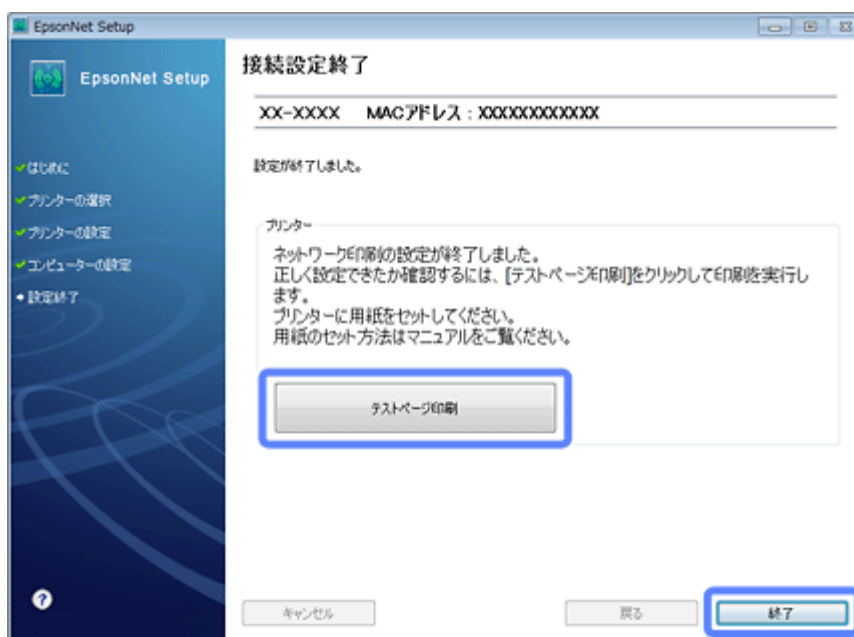 EpsonNet Setup
EpsonNet Setup
はじめに
プリンターの選択
プリンターの設定
コンピューターの設定
設定終了
接続設定終了
XX-XXXX MACアドレス : XXXXXXXXXXXX
設定が終了しました。
プリンター
ネットワーク印刷の設定が終了しました。
正しく設定できたか確認するには、[テストページ印刷]をクリックして印刷を実行し
ます。
プリンターに用紙をセットしてください。
用紙のセット方法はマニュアルをご覧ください。
テストページ印刷
?
キャンセル
戻る
終了